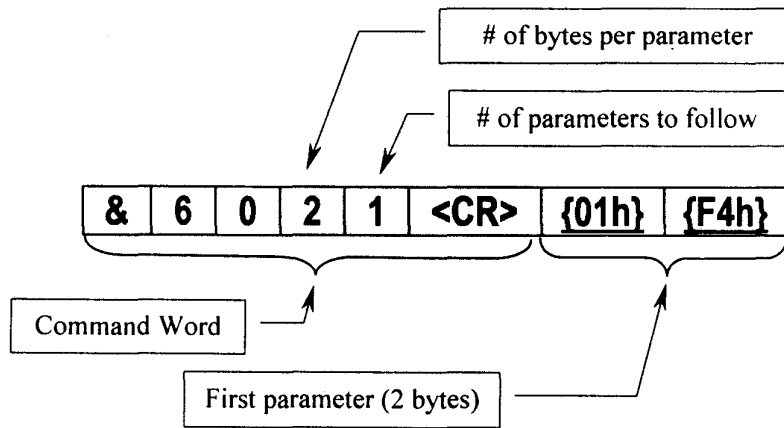 # of bytes per parameter
# of parameters to follow
& 6 0 2 1 <CR> {01h} {F4h}
Command Word
First parameter (2 bytes)